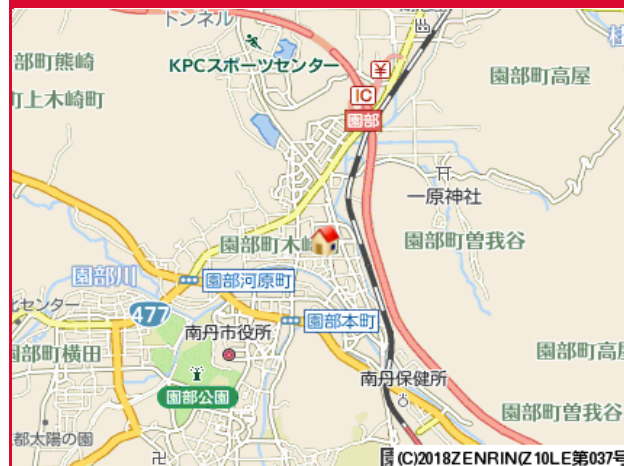 トンネル
園部町熊崎
KPCスポーツセンター
園部町高屋
町上木崎町
IC
園部
一原神社
園部町木崎
園部町曽我谷
園部川
園部河原町
センター
477
南丹市役所
園部本町
園部町横田
園部町高屋
南丹保健所
園部公園
園部町曽我谷
都太陽の園
(C)2018ZENRIN(Z10LE第037号